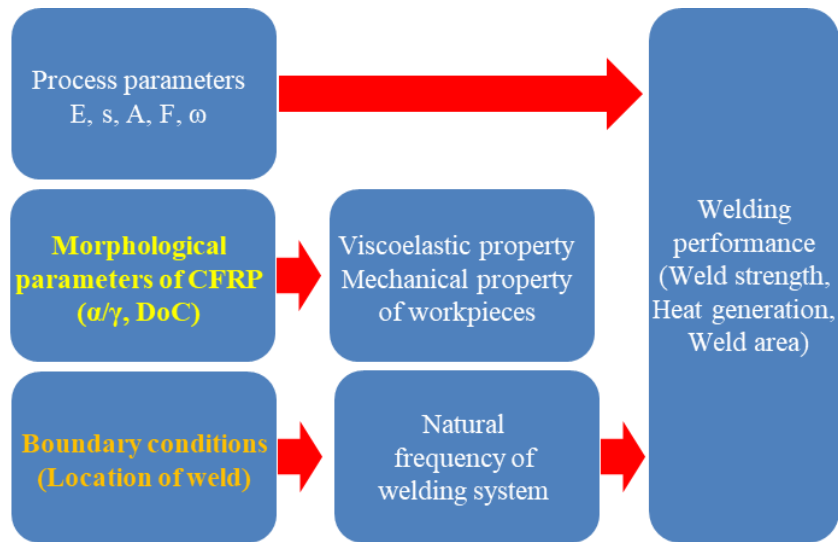 Process parameters
E, s, A, F, ω
Morphological
parameters of CFRP
(α/γ, DoC)
Viscoelastic property
Mechanical property
of workpieces
Boundary conditions
(Location of weld)
Natural
frequency of
welding system
Welding
performance
(Weld strength,
Heat generation,
Weld area)